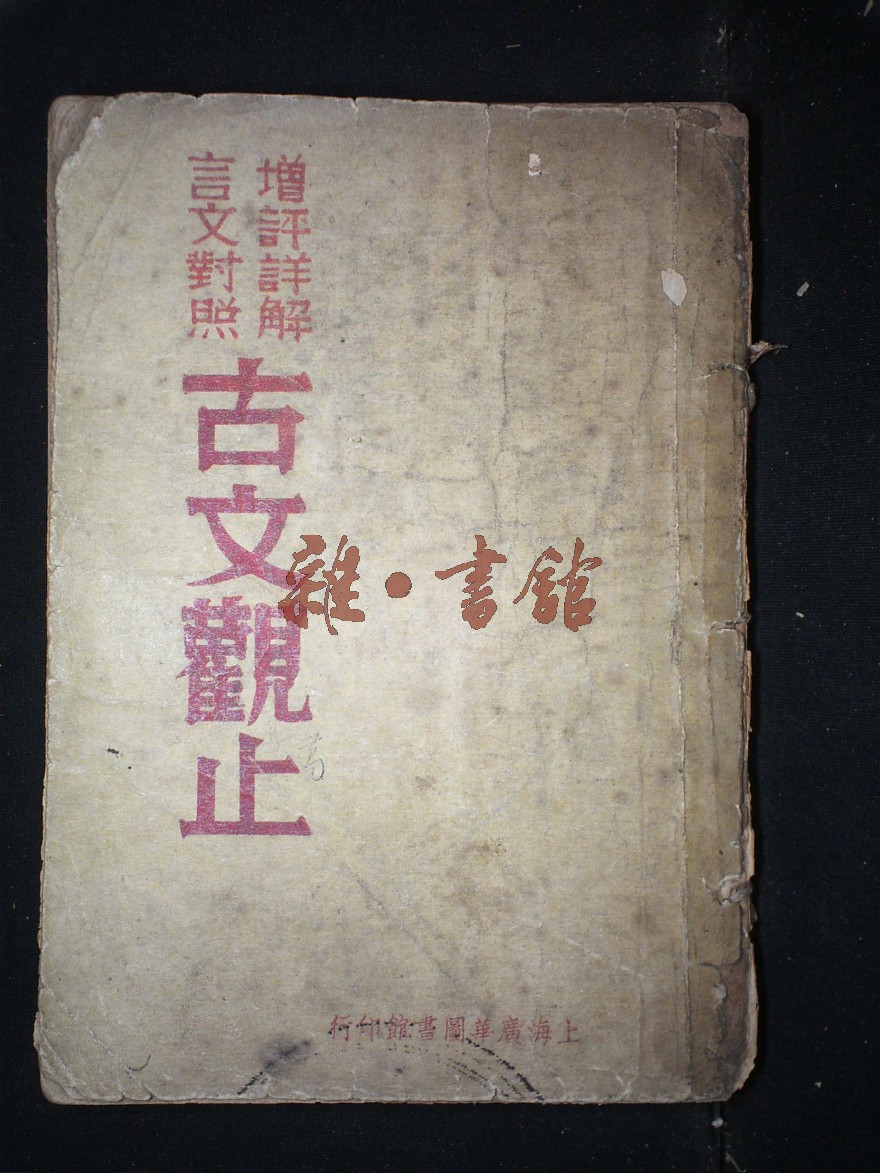 增評詳解
言文對照
古文觀止
上海廣華圖書館印行
雜·書館